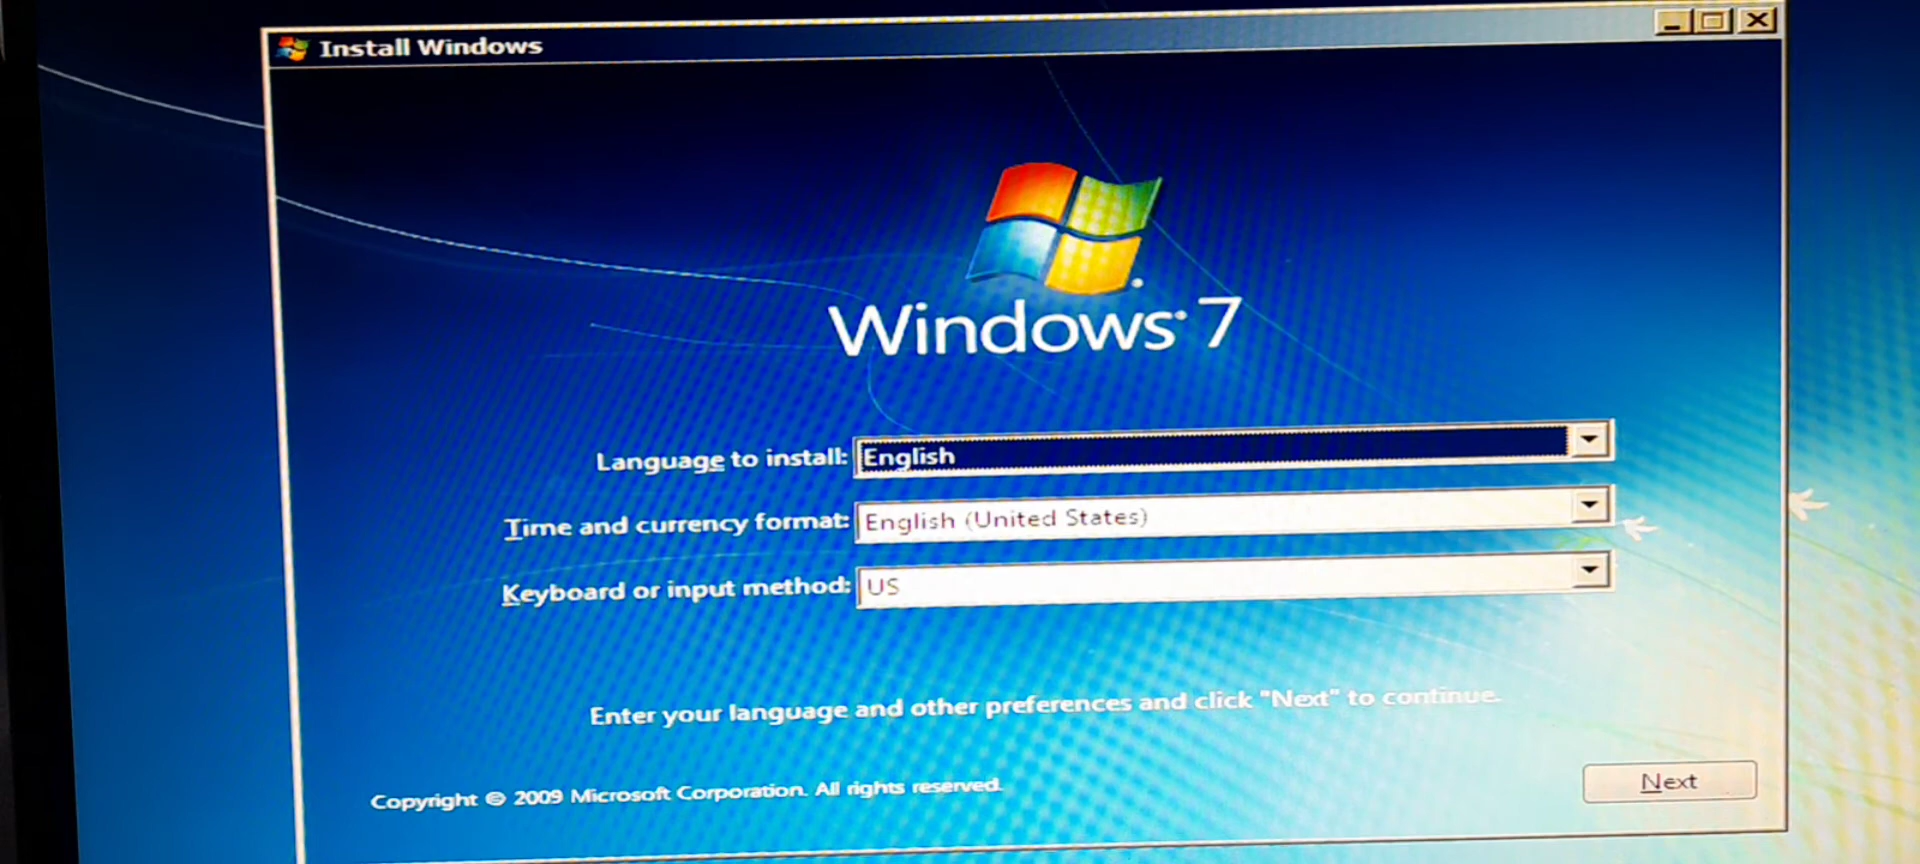 Install Windows
Windows 7
Language to install: English
Time and currency format: English (United States)
Keyboard or input method: US
Enter your language and other preferences and click "Next" to continue.
Copyright © 2009 Microsoft Corporation. All rights reserved.
Next